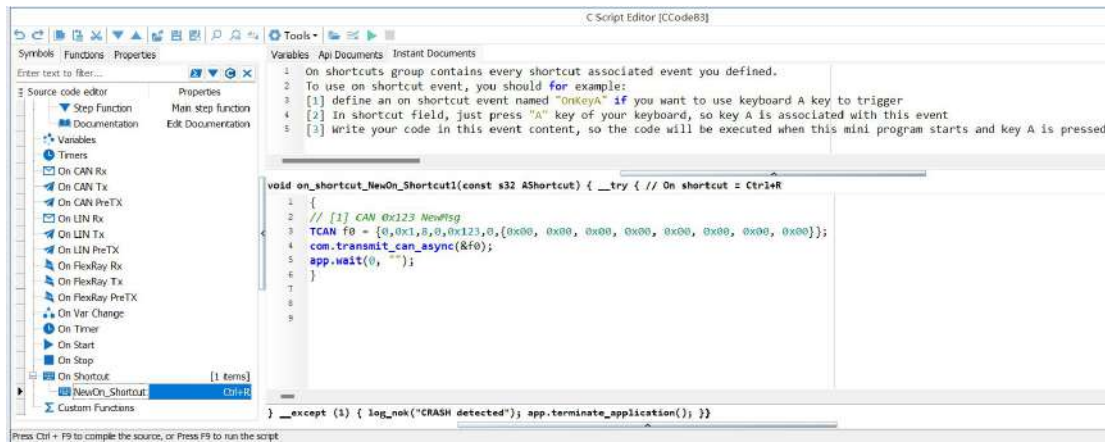 C Script Editor [CCode83]
Tools
Symbols Functions Properties
Variables Api Documents Instant Documents
Enter text to filter...
Source code editor Properties
Step Function Main step function
Documentation Edit Documentation
Variables
Timers
On CAN Rx
On CAN Tx
On CAN PreTX
On LIN Rx
On LIN Tx
On LIN PreTX
On FlexRay Rx
On FlexRay Tx
On FlexRay PreTX
On Var Change
On Timer
On Start
On Stop
On Shortcut [1 items]
NewOn_Shortcut Ctrl+R
Custom Functions
1 On shortcuts group contains every shortcut associated event you defined.
2 To use on shortcut event, you should for example:
3 [1] define an on shortcut event named "OnKeyA" if you want to use keyboard A key to trigger
4 [2] In shortcut field, just press "A" key of your keyboard, so key A is associated with this event
5 [3] Write your code in this event content, so the code will be executed when this mini program starts and key A is pressed
void on_shortcut_NewOn_Shortcut1(const s32 AShortcut) { __try { // On shortcut = Ctrl+R
1 {
2 // [1] CAN 0x123 NewMsg
3 TCAN f0 = {0,0x1,8,0,0x123,0,{0x00, 0x00, 0x00, 0x00, 0x00, 0x00, 0x00, 0x00}};
4 com.transmit_can_async(&f0);
5 app.wait(0, "");
6 }
7
8
9
} __except (1) { log_nok("CRASH detected"); app.terminate_application(); }}
Press Ctrl + F9 to compile the source, or Press F9 to run the script